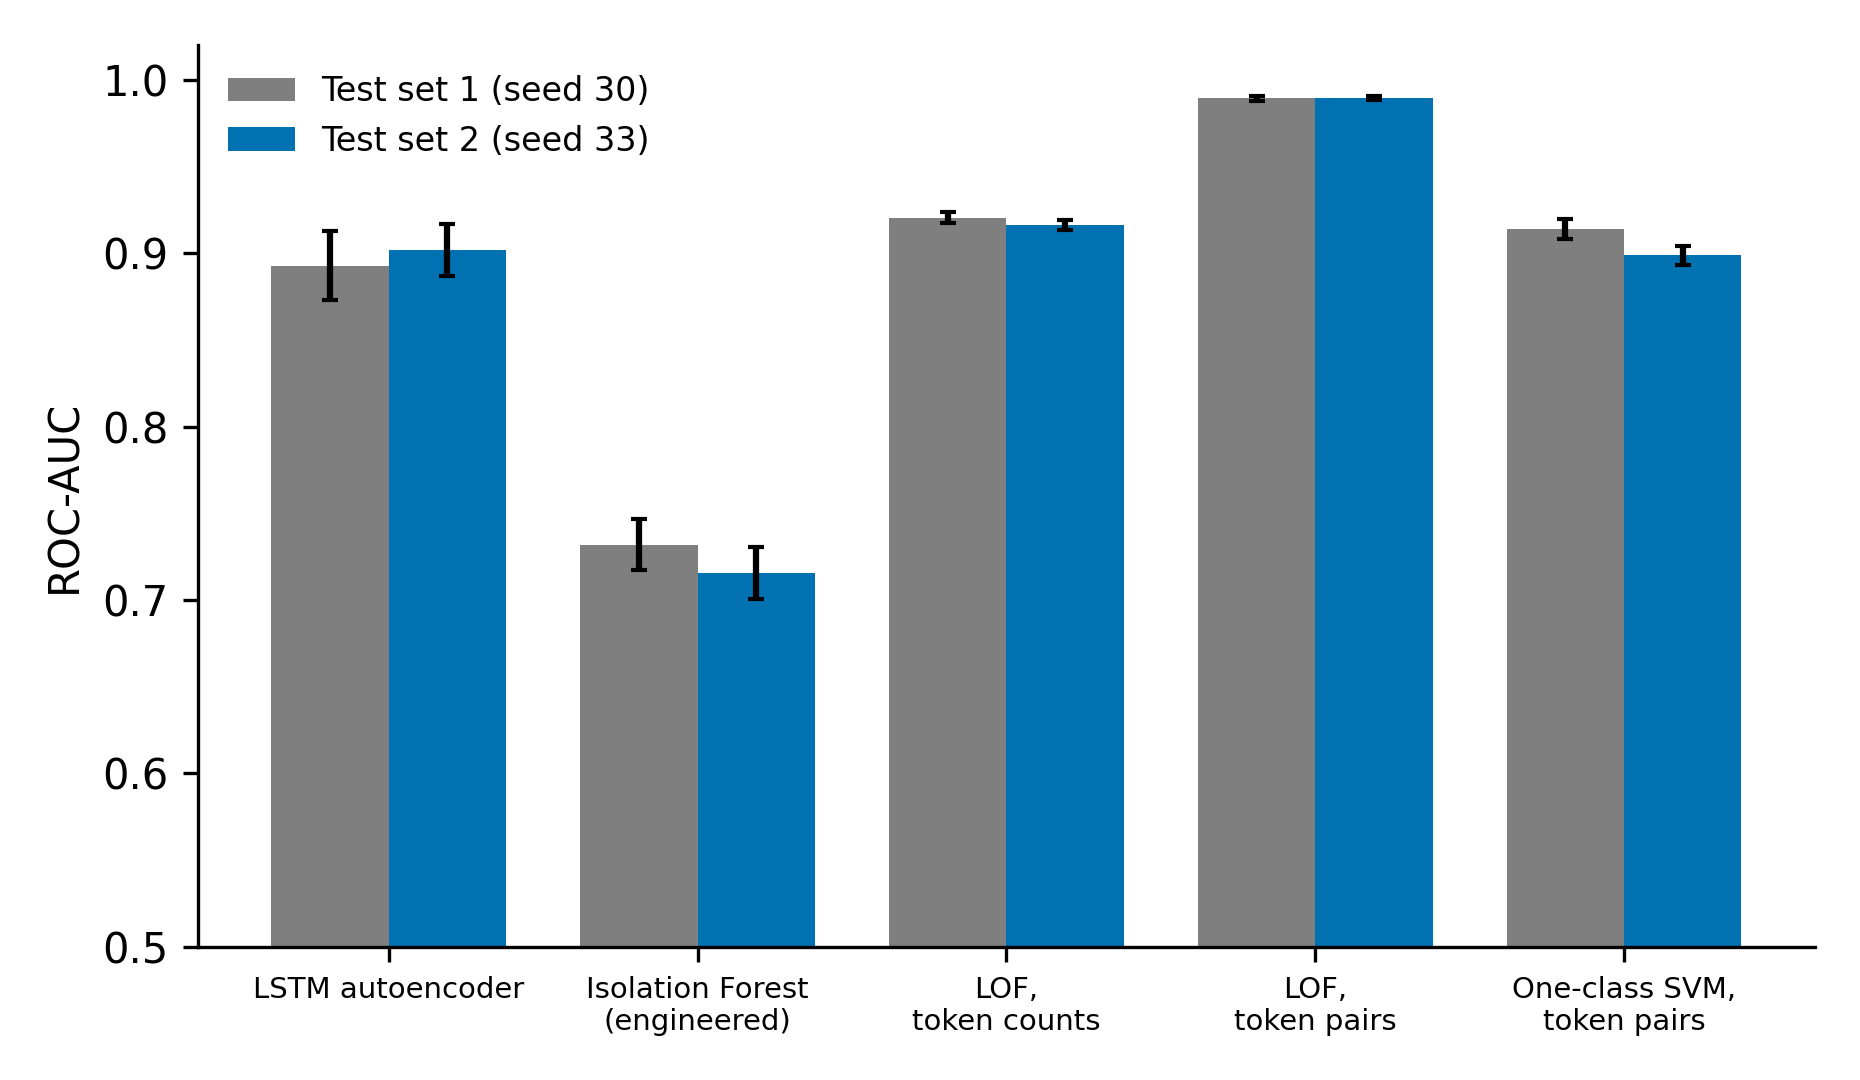 Test set 1 (seed 30)
Test set 2 (seed 33)
ROC-AUC
1.0
0.9
0.8
0.7
0.6
0.5
LSTM autoencoder
Isolation Forest
(engineered)
LOF,
token counts
LOF,
token pairs
One-class SVM,
token pairs